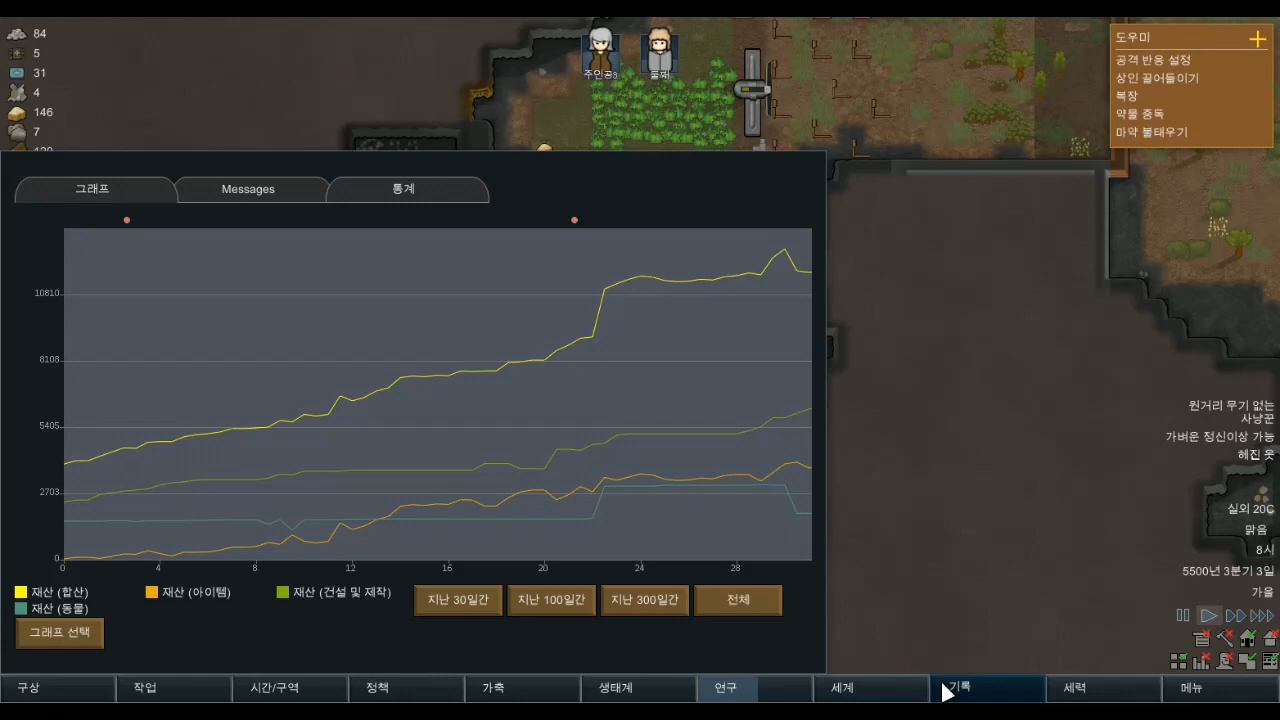 84
5
31
4
146
7
주인공s
둘째
도우미
공격 반응 설정
상인 끌어들이기
복장
약물 중독
마약 불태우기
그래프
Messages
통계
10810
8108
5405
2703
0
0 4 8 12 16 20 24 28
재산 (합산) 재산 (아이템) 재산 (건설 및 제작)
재산 (동물)
지난 30일간 지난 100일간 지난 300일간 전체
그래프 선택
원거리 무기 없는
사냥꾼
가벼운 정신이상 가능
해진 옷
실외 20C
맑음
8시
5500년 3분기 3일
가을
구상 작업 시간/구역 정책 가축 생태계 연구 세계 기록 세력 메뉴